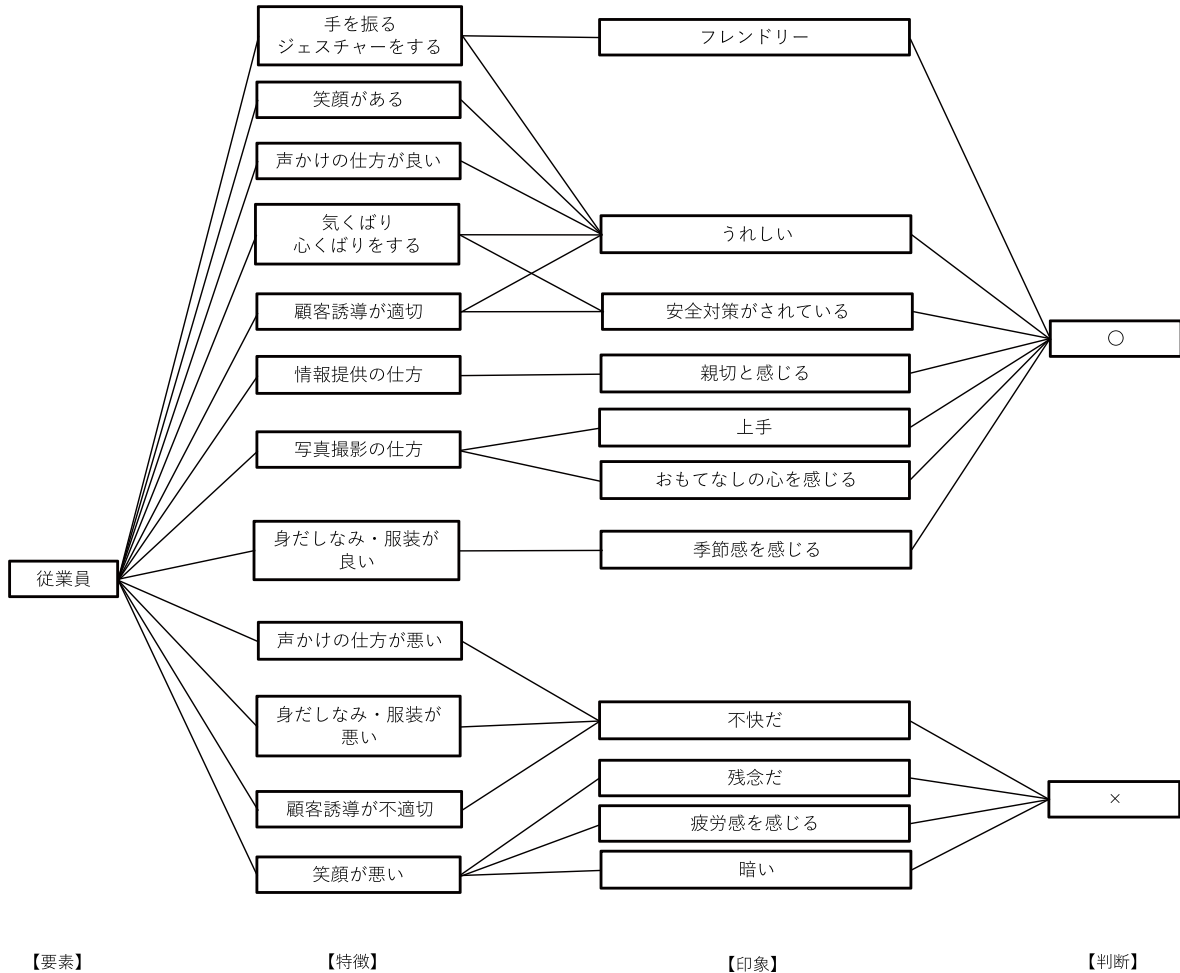 手を振る
ジェスチャーをする
フレンドリー
笑顔がある
声かけの仕方が良い
気くばり
心くばりをする
うれしい
顧客誘導が適切
安全対策がされている
○
情報提供の仕方
親切と感じる
上手
写真撮影の仕方
おもてなしの心を感じる
身だしなみ・服装が
良い
季節感を感じる
従業員
声かけの仕方が悪い
身だしなみ・服装が
悪い
不快だ
残念だ
顧客誘導が不適切
×
疲労感を感じる
笑顔が悪い
暗い
【要素】
【特徴】
【印象】
【判断】